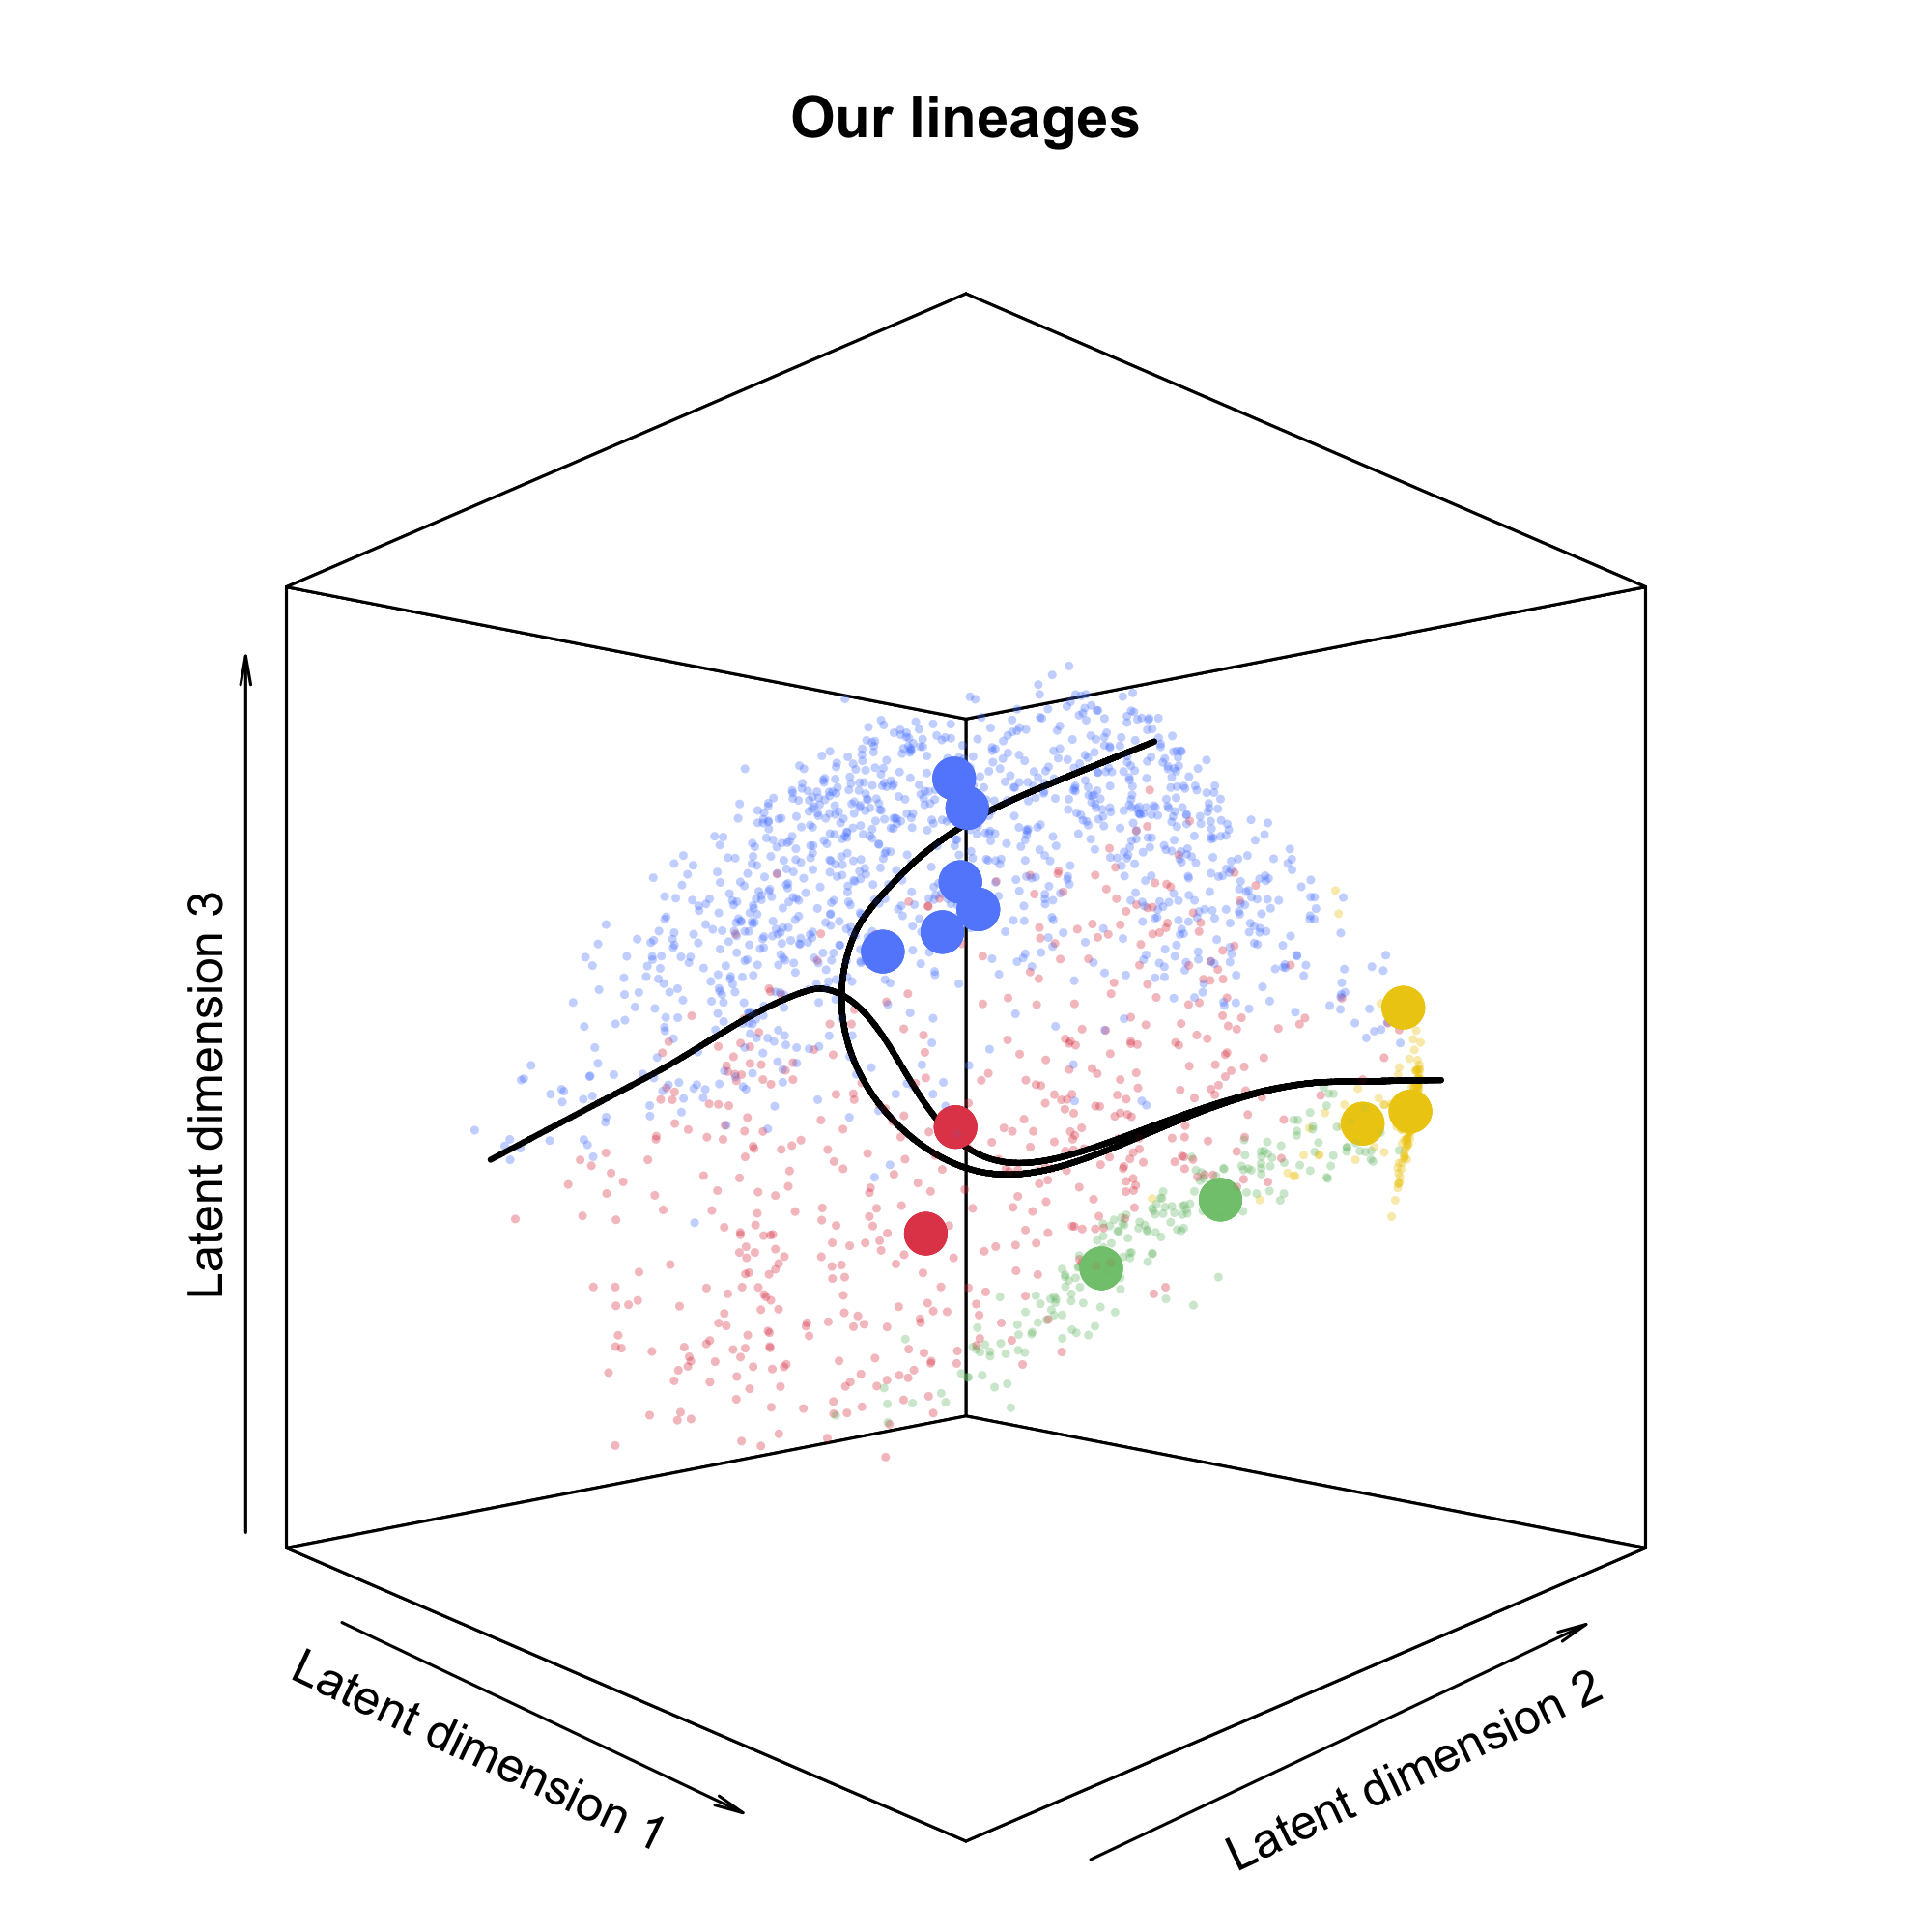 Our lineages
Latent dimension 3
Latent dimension 1
Latent dimension 2